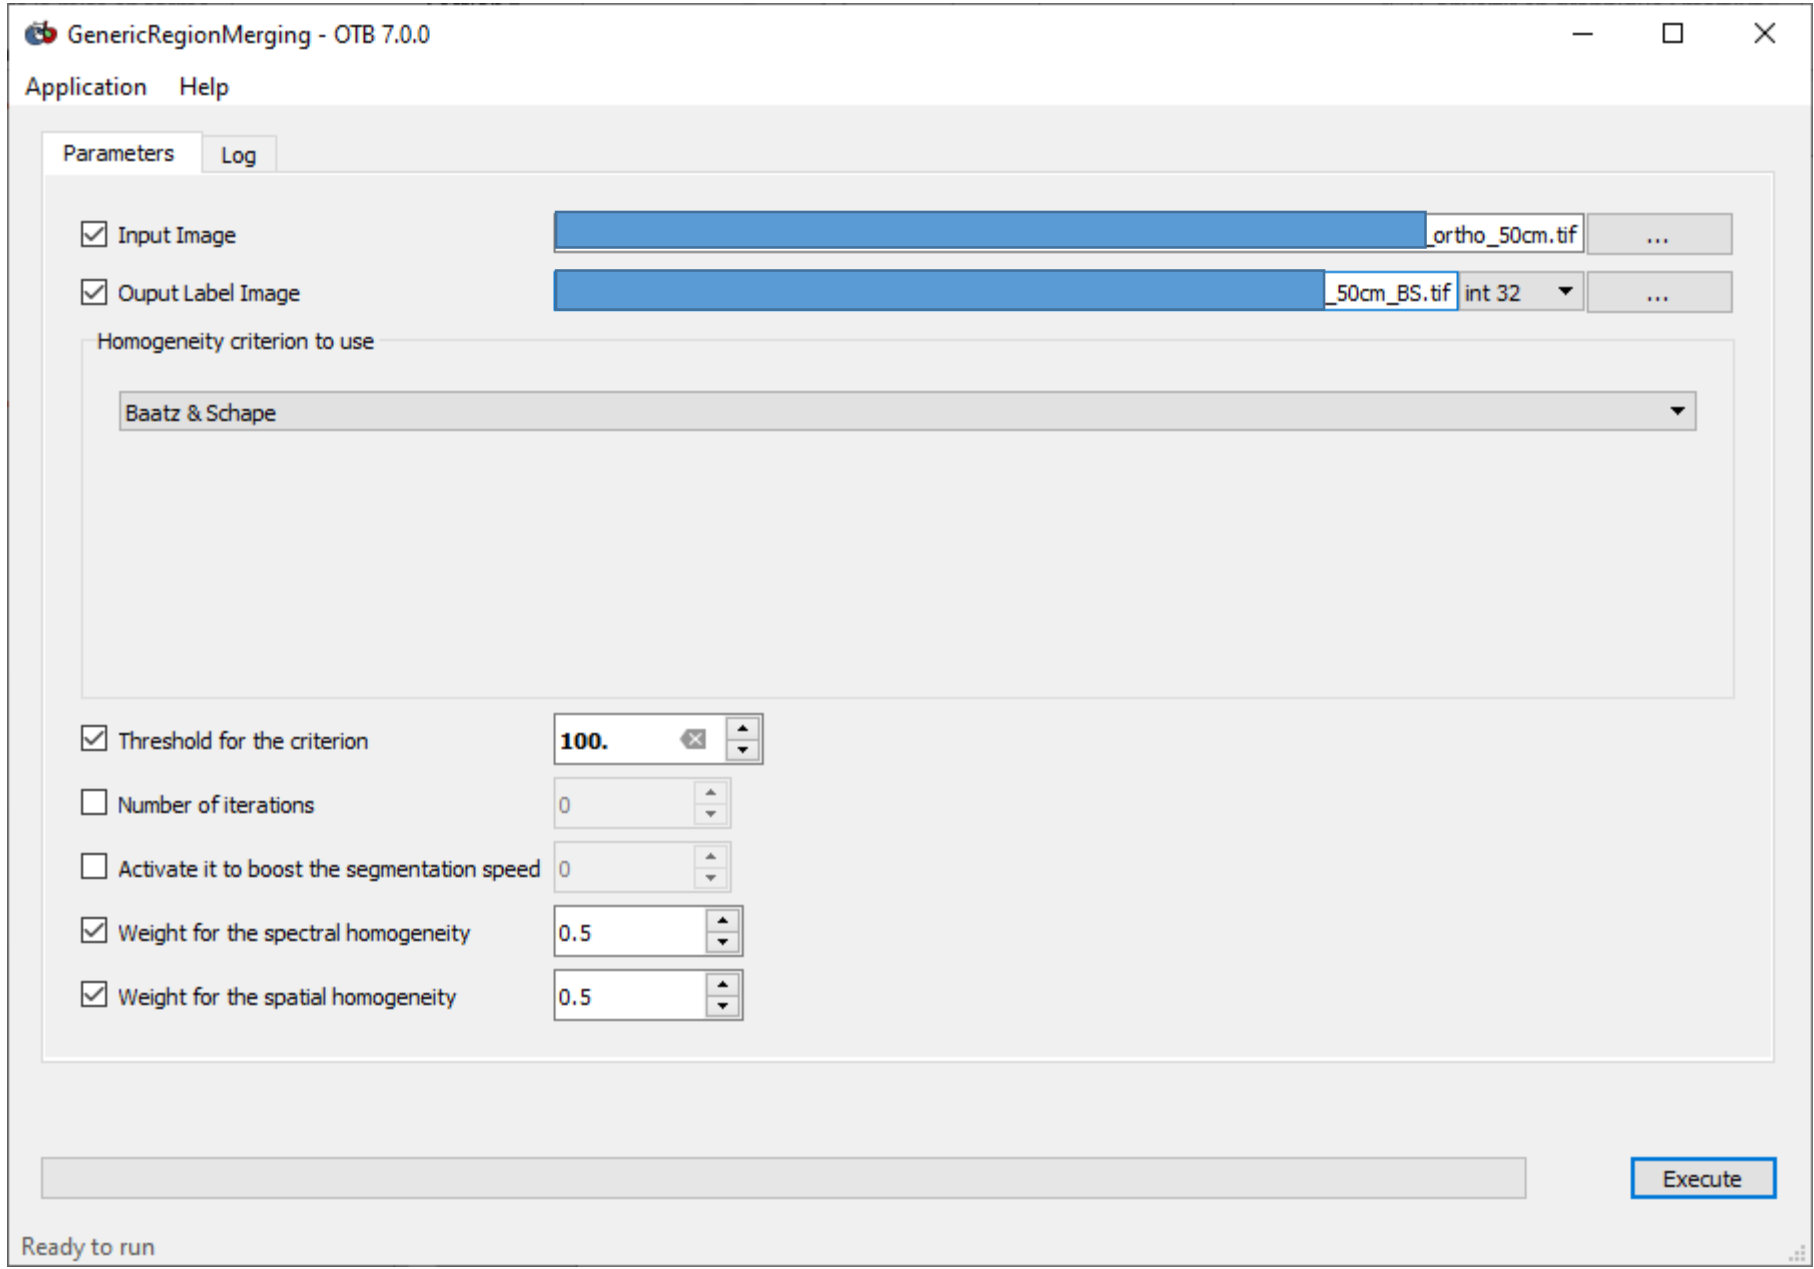 GenericRegionMerging - OTB 7.0.0
Application Help
Parameters Log
Input Image _ortho_50cm.tif ...
Ouput Label Image _50cm_BS.tif int 32 ...
Homogeneity criterion to use
Baatz & Schape
Threshold for the criterion 100.
Number of iterations 0
Activate it to boost the segmentation speed 0
Weight for the spectral homogeneity 0.5
Weight for the spatial homogeneity 0.5
Execute
Ready to run